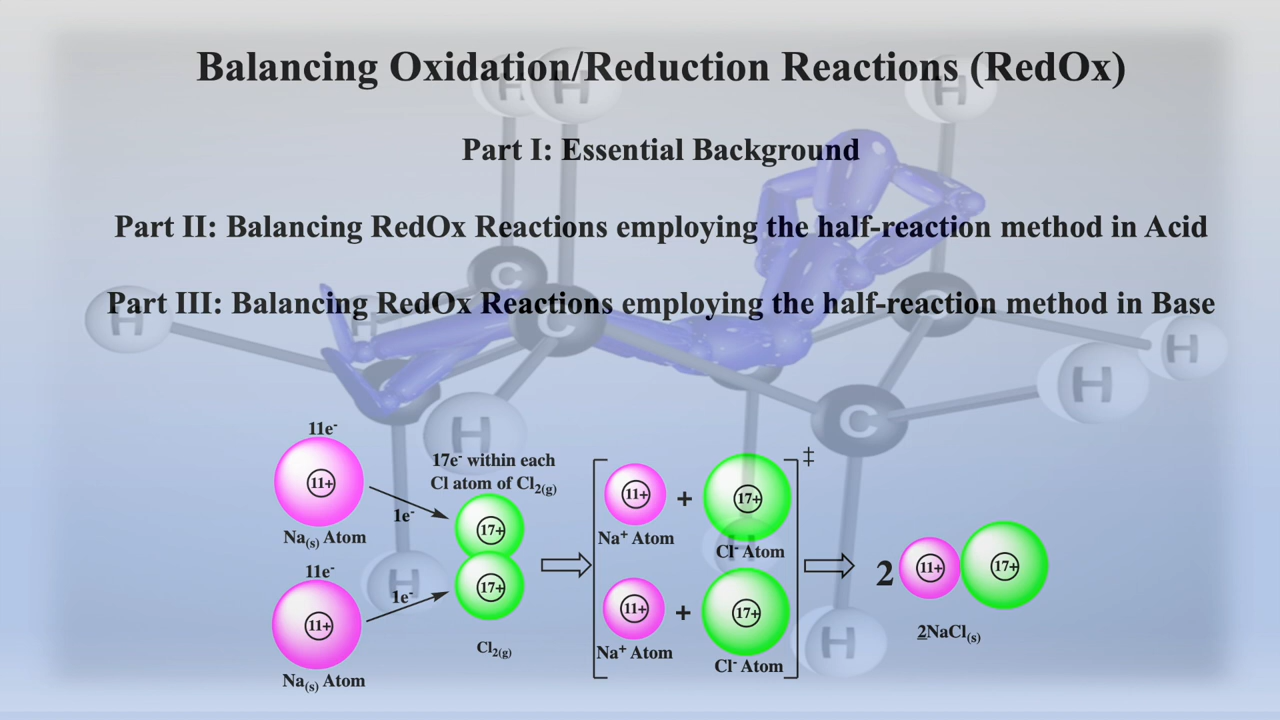 Balancing Oxidation/Reduction Reactions (RedOx)
Part I: Essential Background
Part II: Balancing RedOx Reactions employing the half-reaction method in Acid
Part III: Balancing RedOx Reactions employing the half-reaction method in Base
H H H
C
H H C C H
H C H
H
11e⁻
11+
Na(s) Atom
1e⁻
11e⁻
11+
Na(s) Atom
1e⁻
H
17e⁻ within each
Cl atom of Cl₂(g)
17+
17+
Cl₂(g)
11+ + 17+
Na⁺ Atom Cl⁻ Atom
11+ + 17+
Na⁺ Atom Cl⁻ Atom
‡
H
H
2 11+ 17+
2NaCl(s)